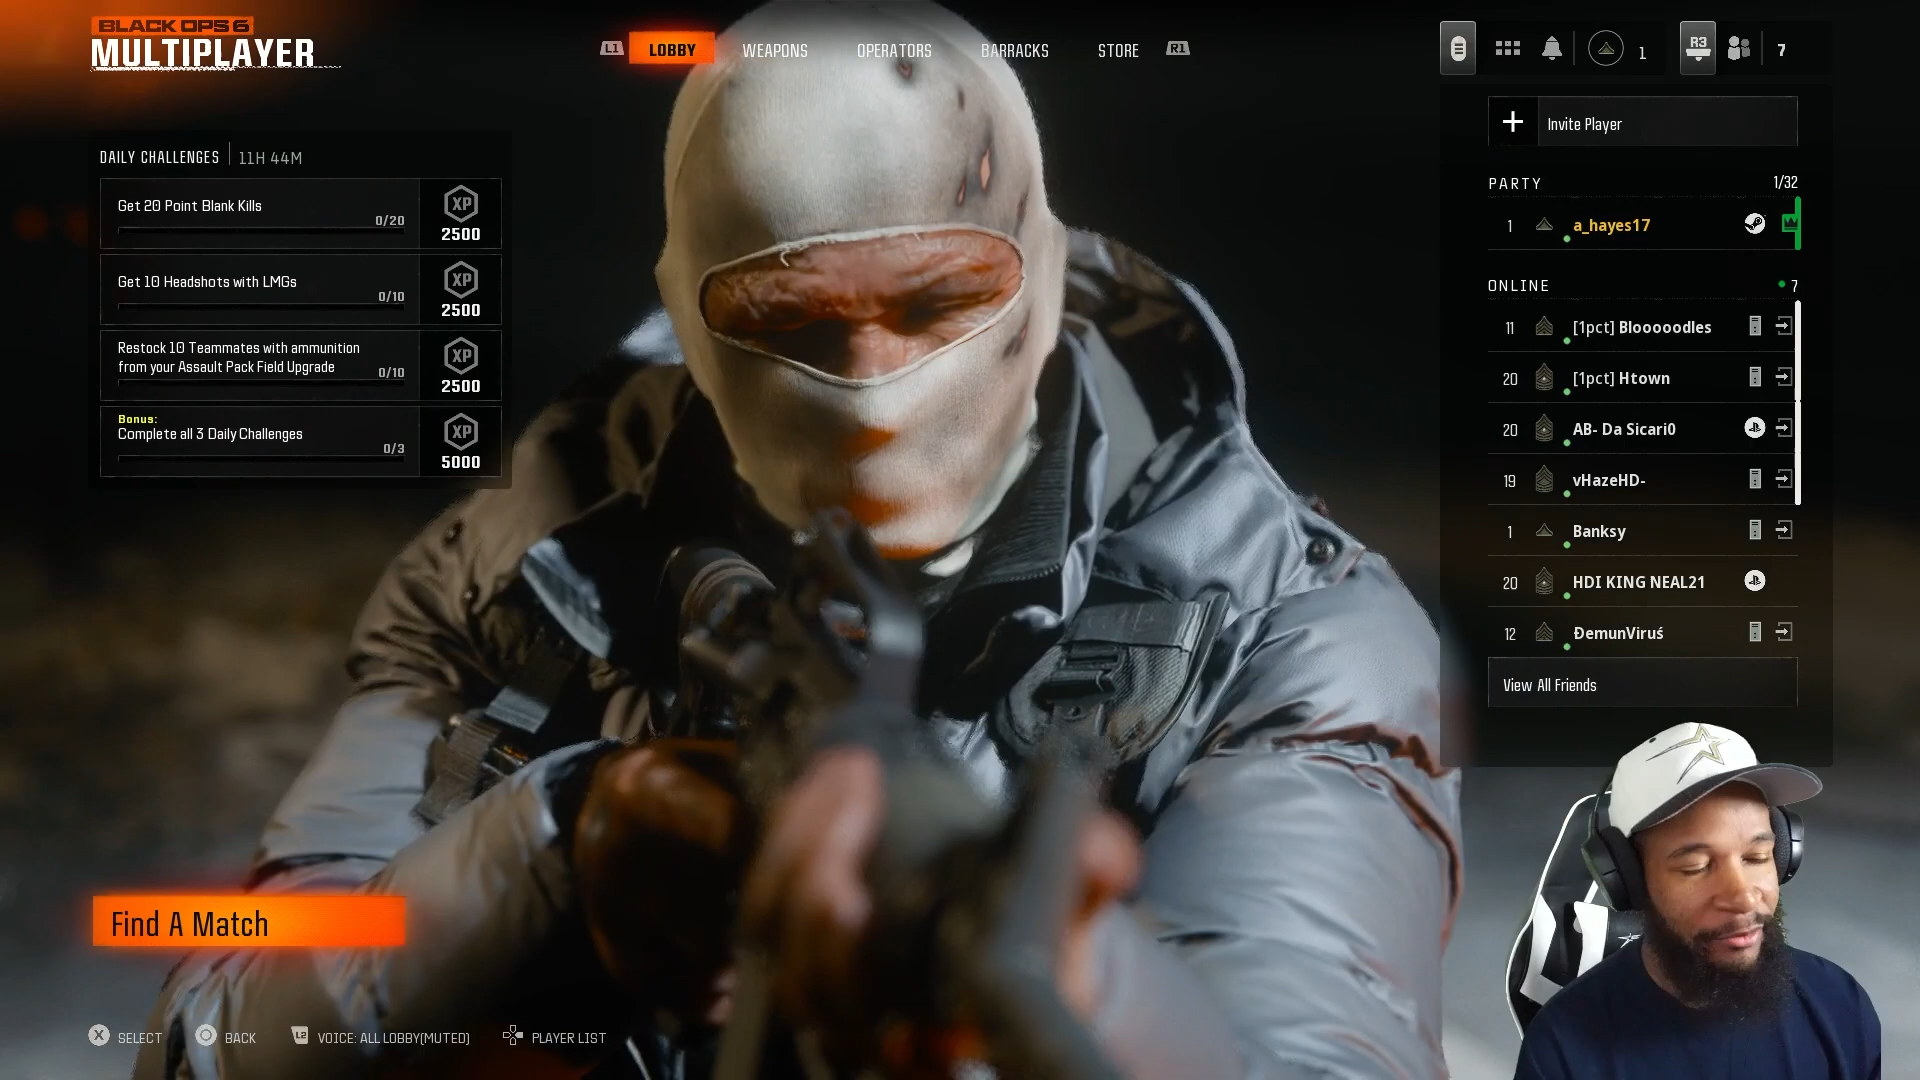 BLACK OPS 6
MULTIPLAYER
L1
LOBBY
WEAPONS
OPERATORS
BARRACKS
STORE
R1
1
R3
7
DAILY CHALLENGES
11H 44M
Get 20 Point Blank Kills
0/20
XP
2500
Get 10 Headshots with LMGs
0/10
XP
2500
Restock 10 Teammates with ammunition
from your Assault Pack Field Upgrade
0/10
XP
2500
Bonus:
Complete all 3 Daily Challenges
0/3
XP
5000
Invite Player
PARTY
1/32
1 a_hayes17
ONLINE
7
11 [1pct] Blooooodles
20 [1pct] Htown
20 AB- Da Sicari0
19 vHazeHD-
1 Banksy
20 HDI KING NEAL21
12 ĐemunViruś
View All Friends
Find A Match
X SELECT
BACK
L2 VOICE: ALL LOBBY(MUTED)
PLAYER LIST